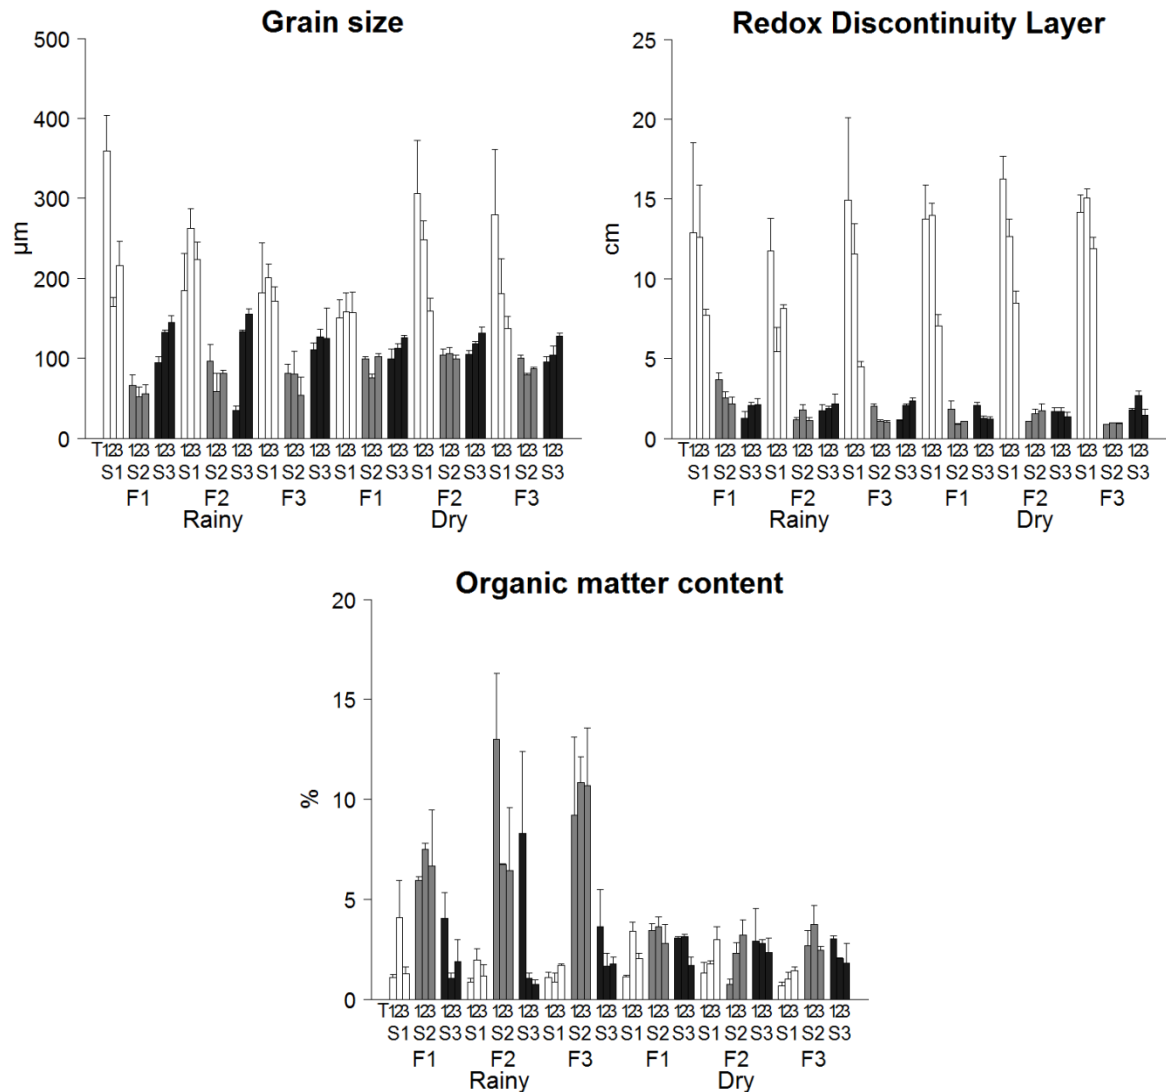 Grain size
500
400
300
200
100
0
µm
T 123 123 123 123 123 123 123 123 123 123 123 123 123 123 123 123 123 123
S1 S2 S3 S1 S2 S3 S1 S2 S3 S1 S2 S3 S1 S2 S3 S1 S2 S3
F1 F2 F3 F1 F2 F3
Rainy Dry
Redox Discontinuity Layer
25
20
15
10
5
0
cm
T 123 123 123 123 123 123 123 123 123 123 123 123 123 123 123 123 123 123
S1 S2 S3 S1 S2 S3 S1 S2 S3 S1 S2 S3 S1 S2 S3 S1 S2 S3
F1 F2 F3 F1 F2 F3
Rainy Dry
Organic matter content
20
15
10
5
0
%
T 123 123 123 123 123 123 123 123 123 123 123 123 123 123 123 123 123 123
S1 S2 S3 S1 S2 S3 S1 S2 S3 S1 S2 S3 S1 S2 S3 S1 S2 S3
F1 F2 F3 F1 F2 F3
Rainy Dry